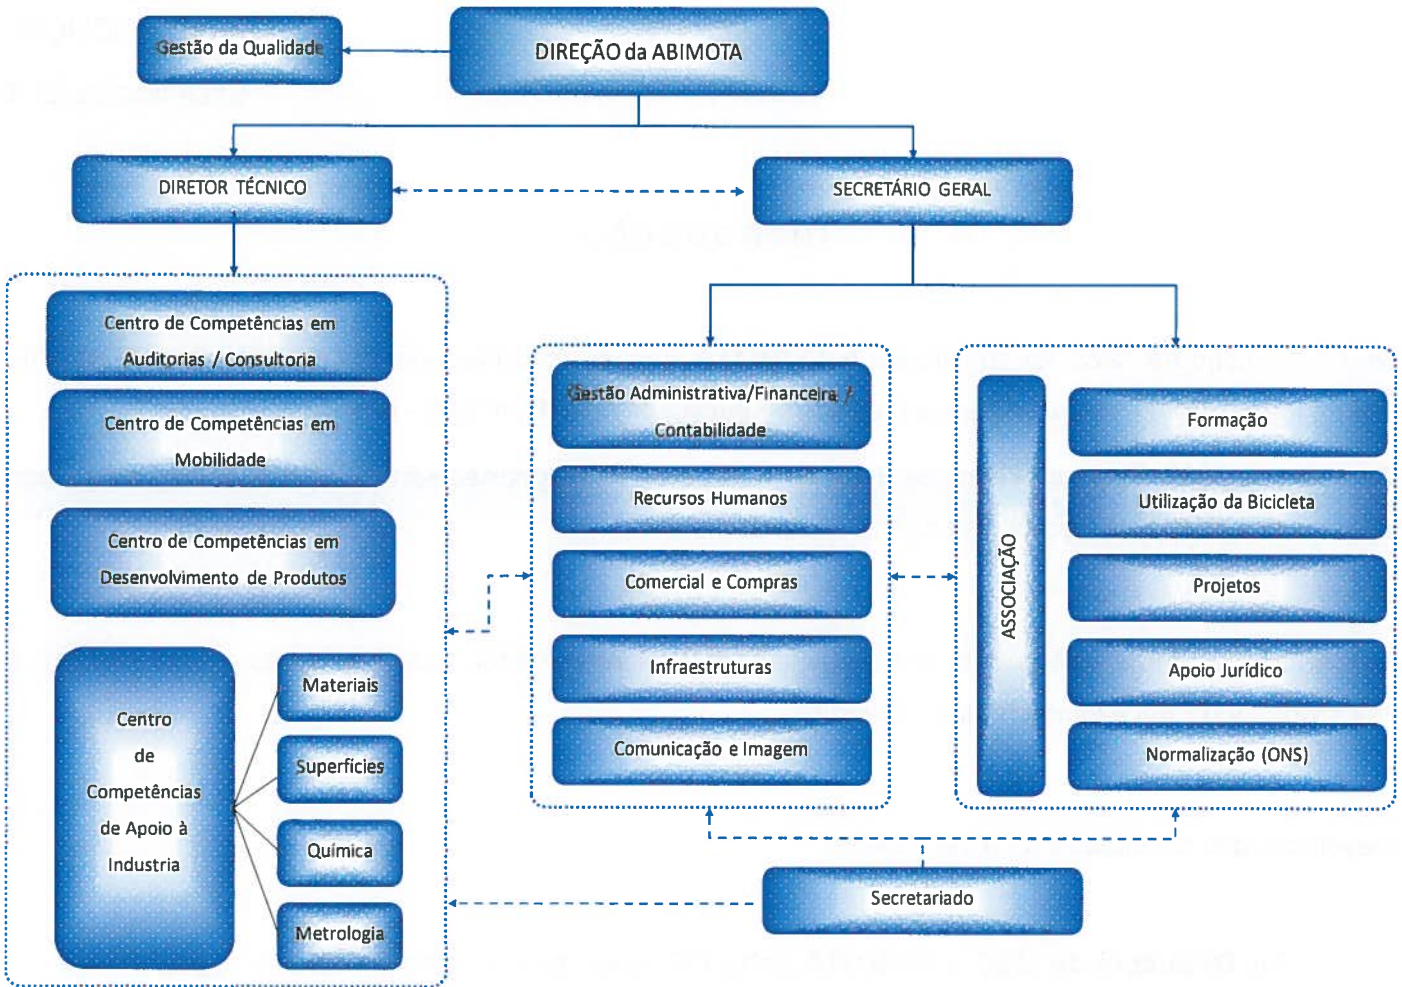 Gestão da Qualidade
DIREÇÃO da ABIMOTA
DIRETOR TÉCNICO
SECRETÁRIO GERAL
Centro de Competências em
Auditorias / Consultoria
Centro de Competências em
Mobilidade
Centro de Competências em
Desenvolvimento de Produtos
Centro
de
Competências
de Apoio à
Industria
Materiais
Superfícies
Química
Metrologia
Gestão Administrativa/Financeira /
Contabilidade
Recursos Humanos
Comercial e Compras
Infraestruturas
Comunicação e Imagem
ASSOCIAÇÃO
Formação
Utilização da Bicicleta
Projetos
Apoio Jurídico
Normalização (ONS)
Secretariado